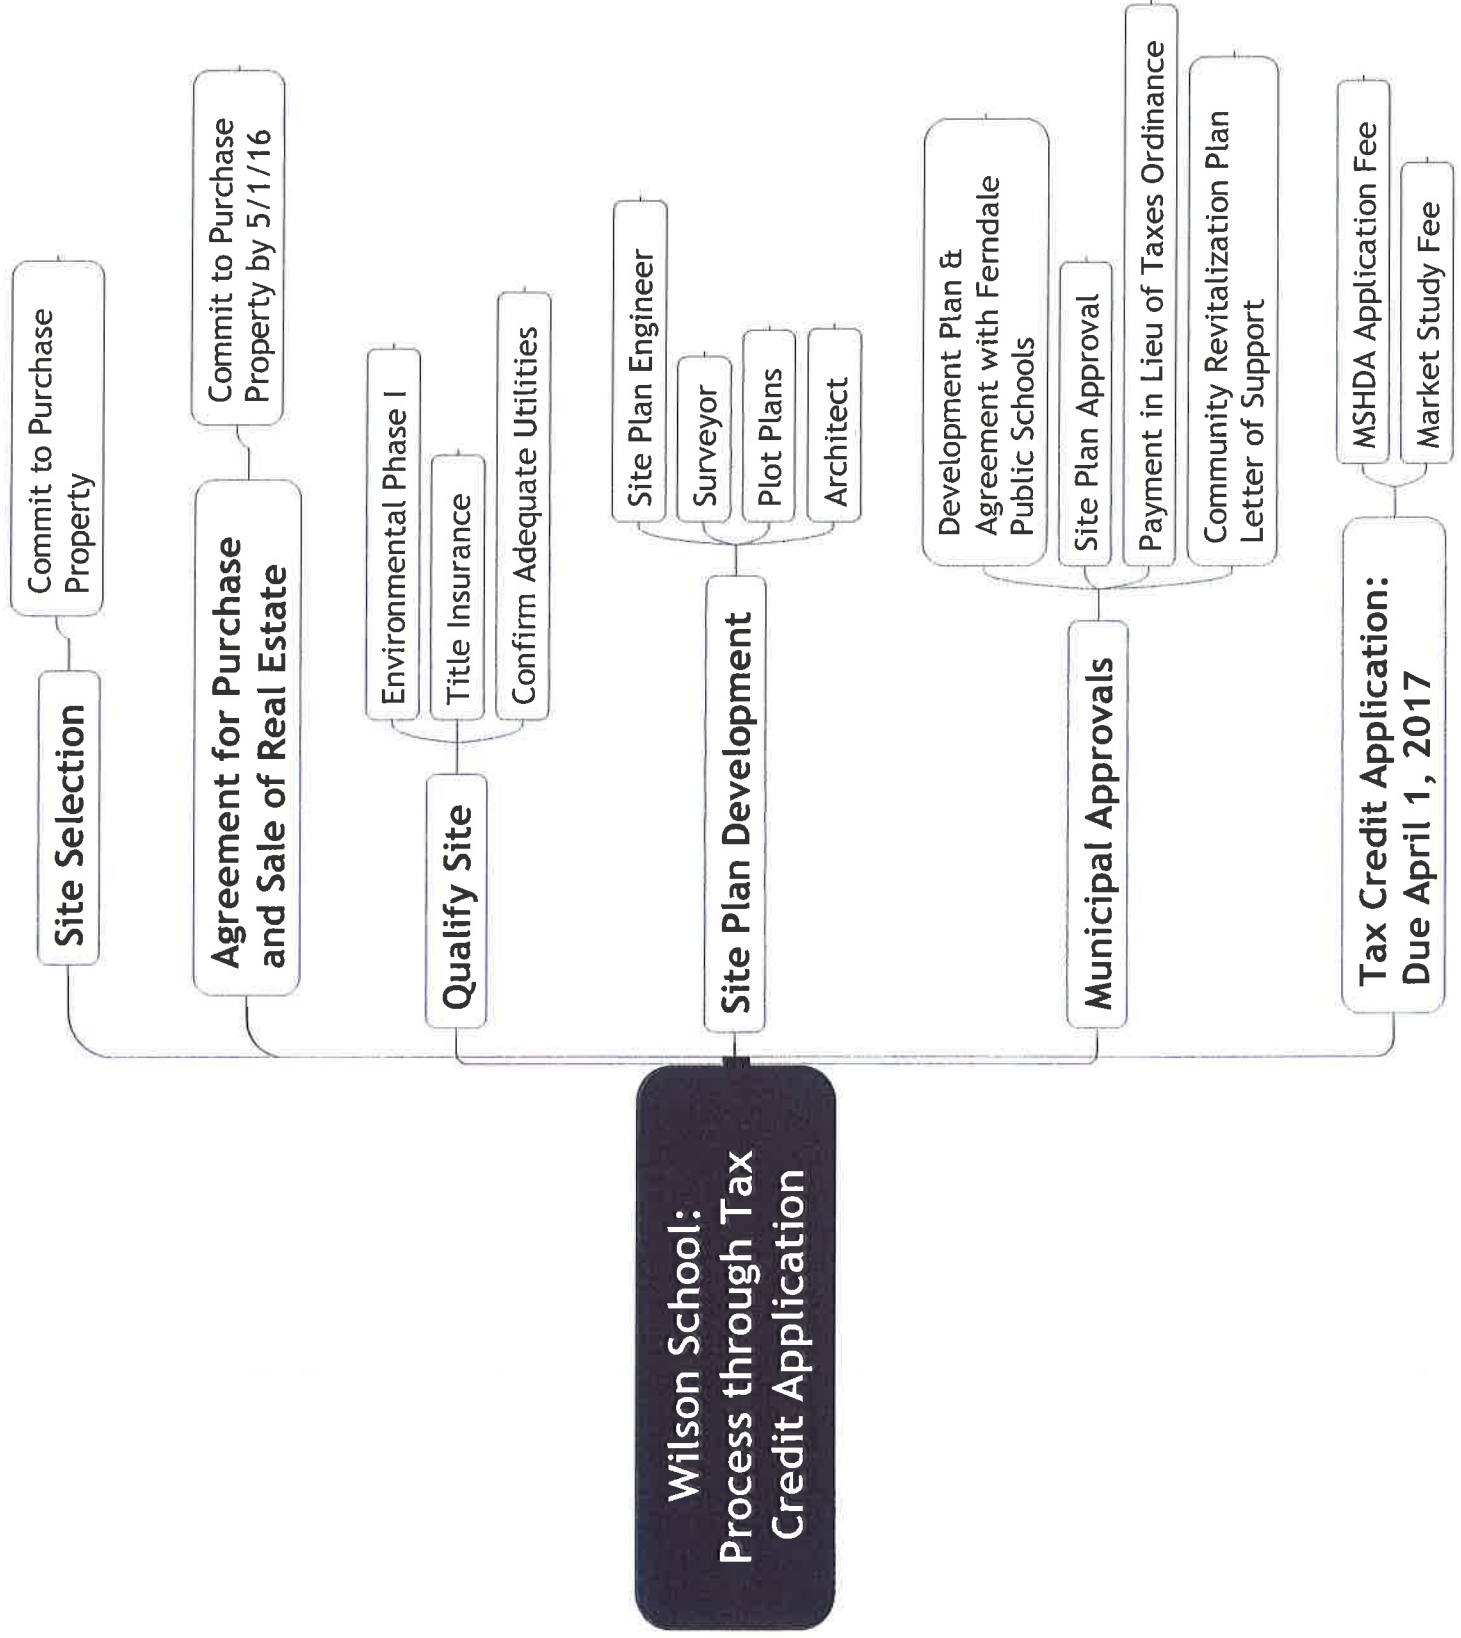 Wilson School:
Process through Tax
Credit Application
Site Selection
Commit to Purchase
Property
Agreement for Purchase
and Sale of Real Estate
Commit to Purchase
Property by 5/1/16
Qualify Site
Environmental Phase I
Title Insurance
Confirm Adequate Utilities
Site Plan Development
Site Plan Engineer
Surveyor
Plot Plans
Architect
Municipal Approvals
Development Plan &
Agreement with Ferndale
Public Schools
Site Plan Approval
Payment in Lieu of Taxes Ordinance
Community Revitalization Plan
Letter of Support
Tax Credit Application:
Due April 1, 2017
MSHDA Application Fee
Market Study Fee